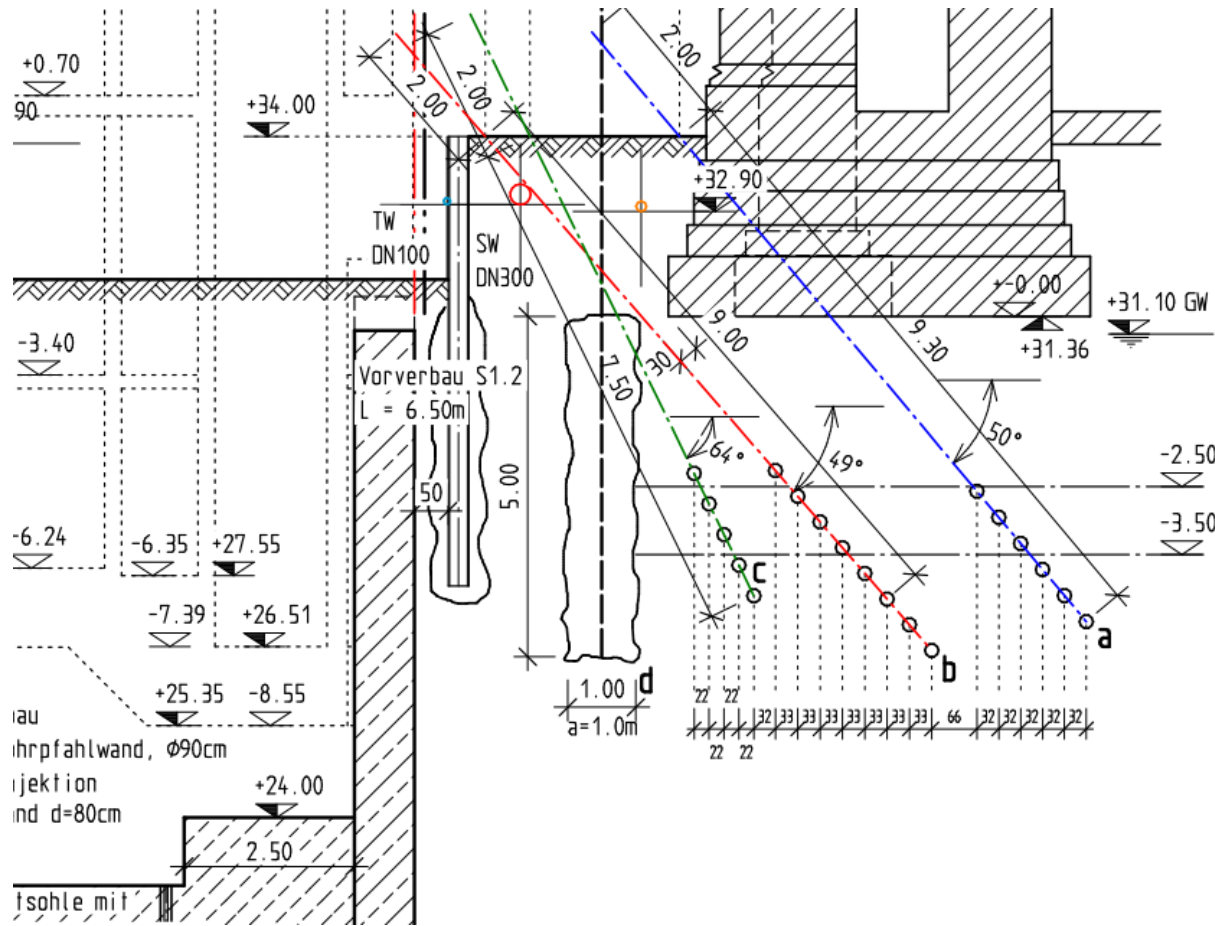 +0.70
90
+34.00
2.00
2.00
2.00
+32.90
TW
DN100
SW
DN300
+-0.00
+31.10 GW
+31.36
9.00
9.30
7.50
30
-3.40
Vorverbau S1.2
L = 6.50m
5.00
50
64°
49°
50°
-2.50
-3.50
-6.24
-6.35
+27.55
-7.39
+26.51
c
a
b
d
+25.35
-8.55
1.00
a=1.0m
22 22 32 33 33 33 33 33 33 33 66 32 32 32 32 32
22 22
au
hrpfahlwand, Φ90cm
jektion
nd d=80cm
+24.00
2.50
tsohle mit